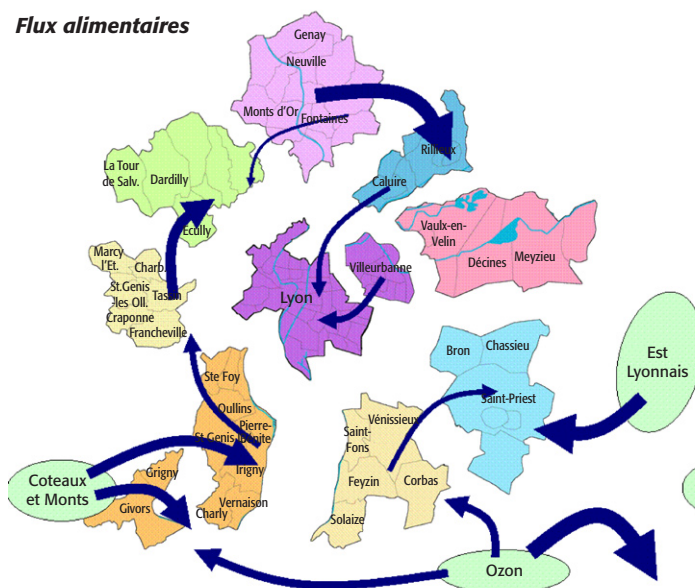 Flux alimentaires
Genay
Neuville
Monts d'Or
Fontaines
La Tour
de Salv.
Dardilly
Ecully
Rillieux
Caluire
Marcy
l'Et.
Charb.
St.Genis
les Oll.
Tassin
Craponne
Francheville
Lyon
Villeurbanne
Vaulx-en-
Velin
Décines
Meyzieu
Bron
Chassieu
Saint-Priest
Est
Lyonnais
Ste Foy
Oullins
Pierre-
Bénite
St.Genis-L
Irigny
Vernaison
Charly
Grigny
Givors
Coteaux
et Monts
Vénissieux
Saint-
Fons
Feyzin
Corbas
Solaize
Ozon